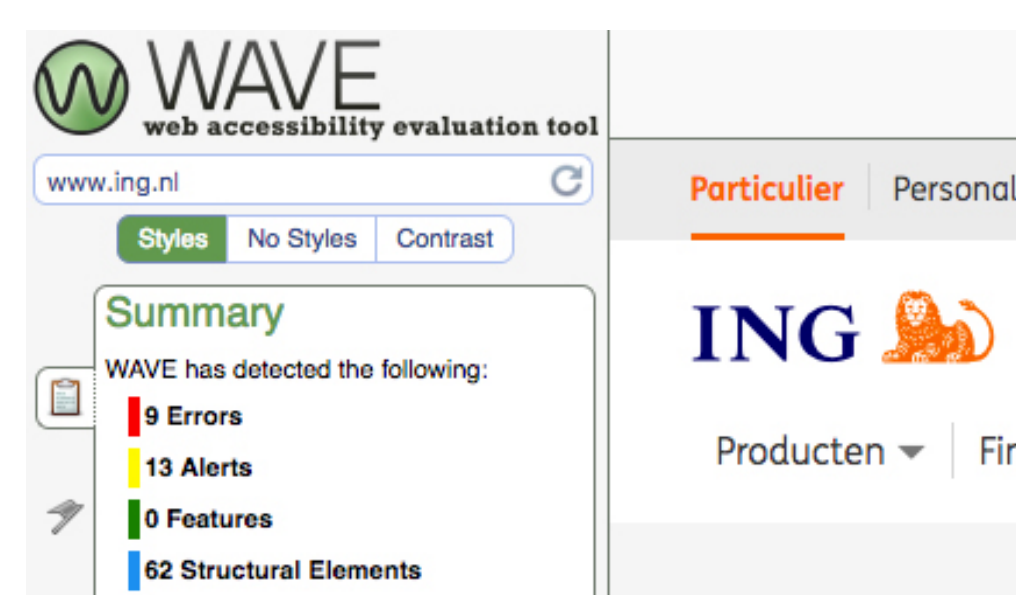 WAVE
web accessibility evaluation tool
www.ing.nl
Styles No Styles Contrast
Summary
WAVE has detected the following:
9 Errors
13 Alerts
0 Features
62 Structural Elements
Particulier Personal
ING
Producten